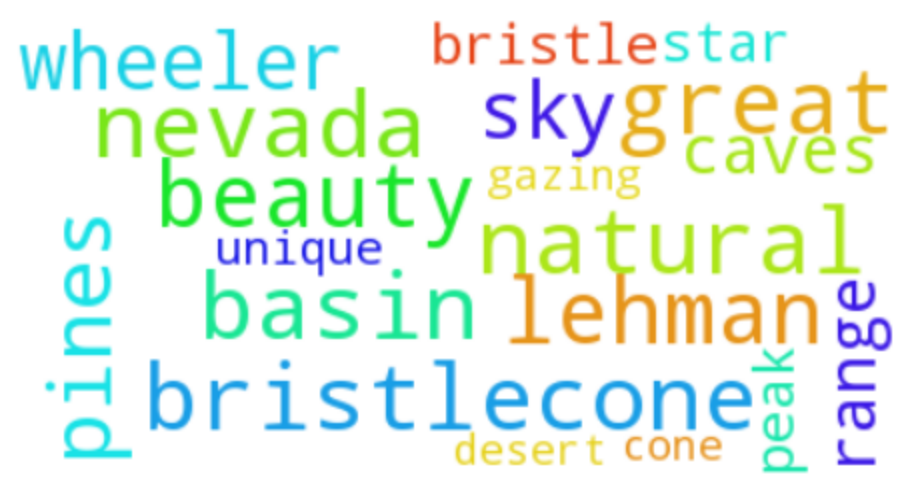 wheeler
bristle
star
nevada
sky
great
caves
beauty
gazing
natural
unique
pines
basin
lehman
range
bristlecone
peak
desert
cone